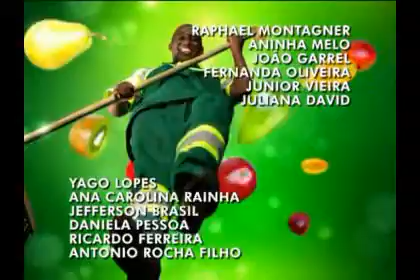 RAPHAEL MONTAGNER
ANINHA MELO
JOÃO GARREL
FERNANDA OLIVEIRA
JUNIOR VIEIRA
JULIANA DAVID
YAGO LOPES
ANA CAROLINA RAINHA
JEFFERSON BRASIL
DANIELA PESSOA
RICARDO FERREIRA
ANTONIO ROCHA FILHO